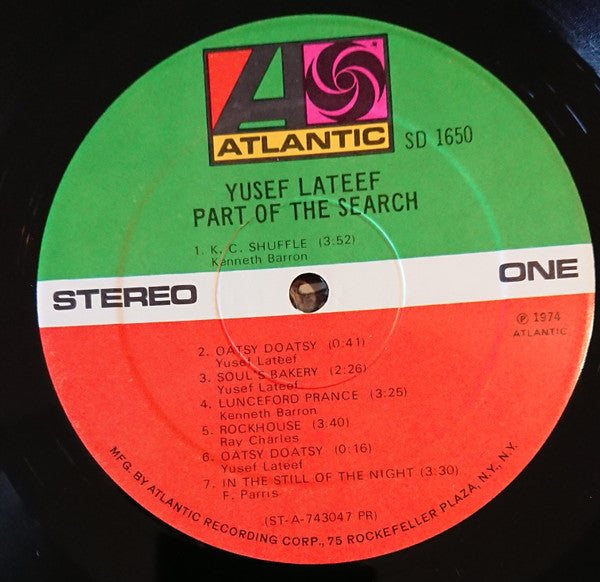 ATLANTIC
SD 1650
YUSEF LATEEF
PART OF THE SEARCH
1. K. C. SHUFFLE (3:52)
Kenneth Barron
STEREO
ONE
℗ 1974
ATLANTIC
2. OATSY DOATSY (0:41)
Yusef Lateef
3. SOUL'S BAKERY (2:26)
Yusef Lateef
4. LUNCEFORD PRANCE (3:25)
Kenneth Barron
5. ROCKHOUSE (3:40)
Ray Charles
6. OATSY DOATSY (0:16)
Yusef Lateef
7. IN THE STILL OF THE NIGHT (3:30)
F. Parris
(ST-A-743047 PR)
MFG. BY ATLANTIC RECORDING CORP., 75 ROCKEFELLER PLAZA, N.Y., N.Y.